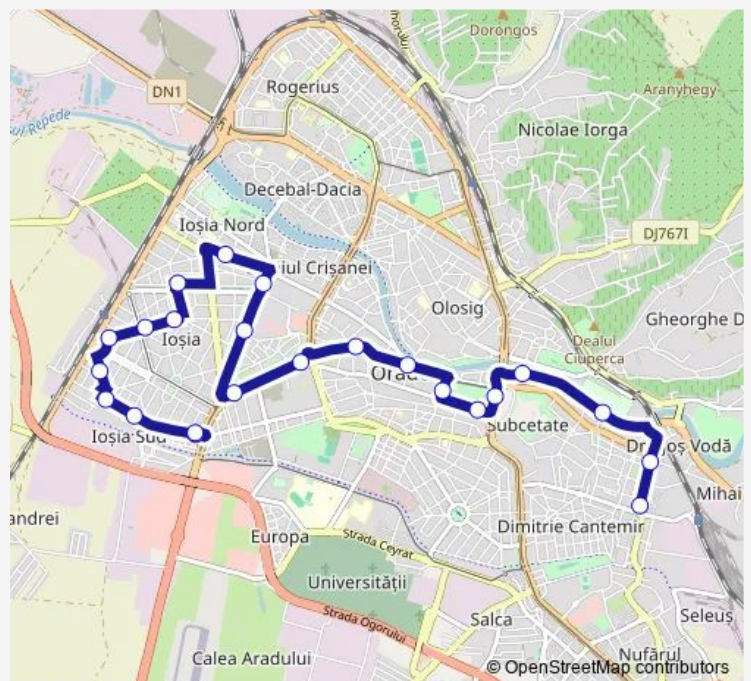 Dorongos
Rogerius
DN1
Aranyhegy
Nicolae Iorga
Repede
Decebal-Dacia
Ioșia Nord
DJ767I
iul Crișanei
Olosig
Gheorghe D
Ioșia
Dealul
Ciuperca
Subcetate
Ioșia Sud
Vodă
Mihai
andrei
Europa
Strada Ceyrat
Dimitrie Cantemir
Universității
Strada Ogorului
Salca
Seleuș
Calea Aradului
Nufărul
© OpenStreetMap contributors